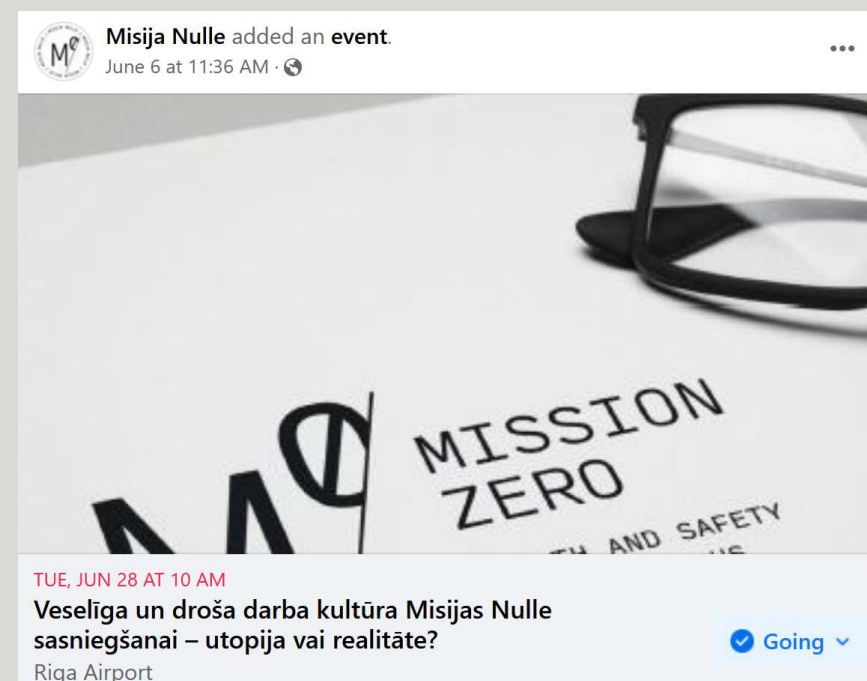 Misija Nulle added an event.
June 6 at 11:36 AM ·
MØ
MISSION
ZERO
AND SAFETY
TUE, JUN 28 AT 10 AM
Veselīga un droša darba kultūra Misijas Nulle
sasniegšanai – utopija vai realitāte?
Going
Riga Airport